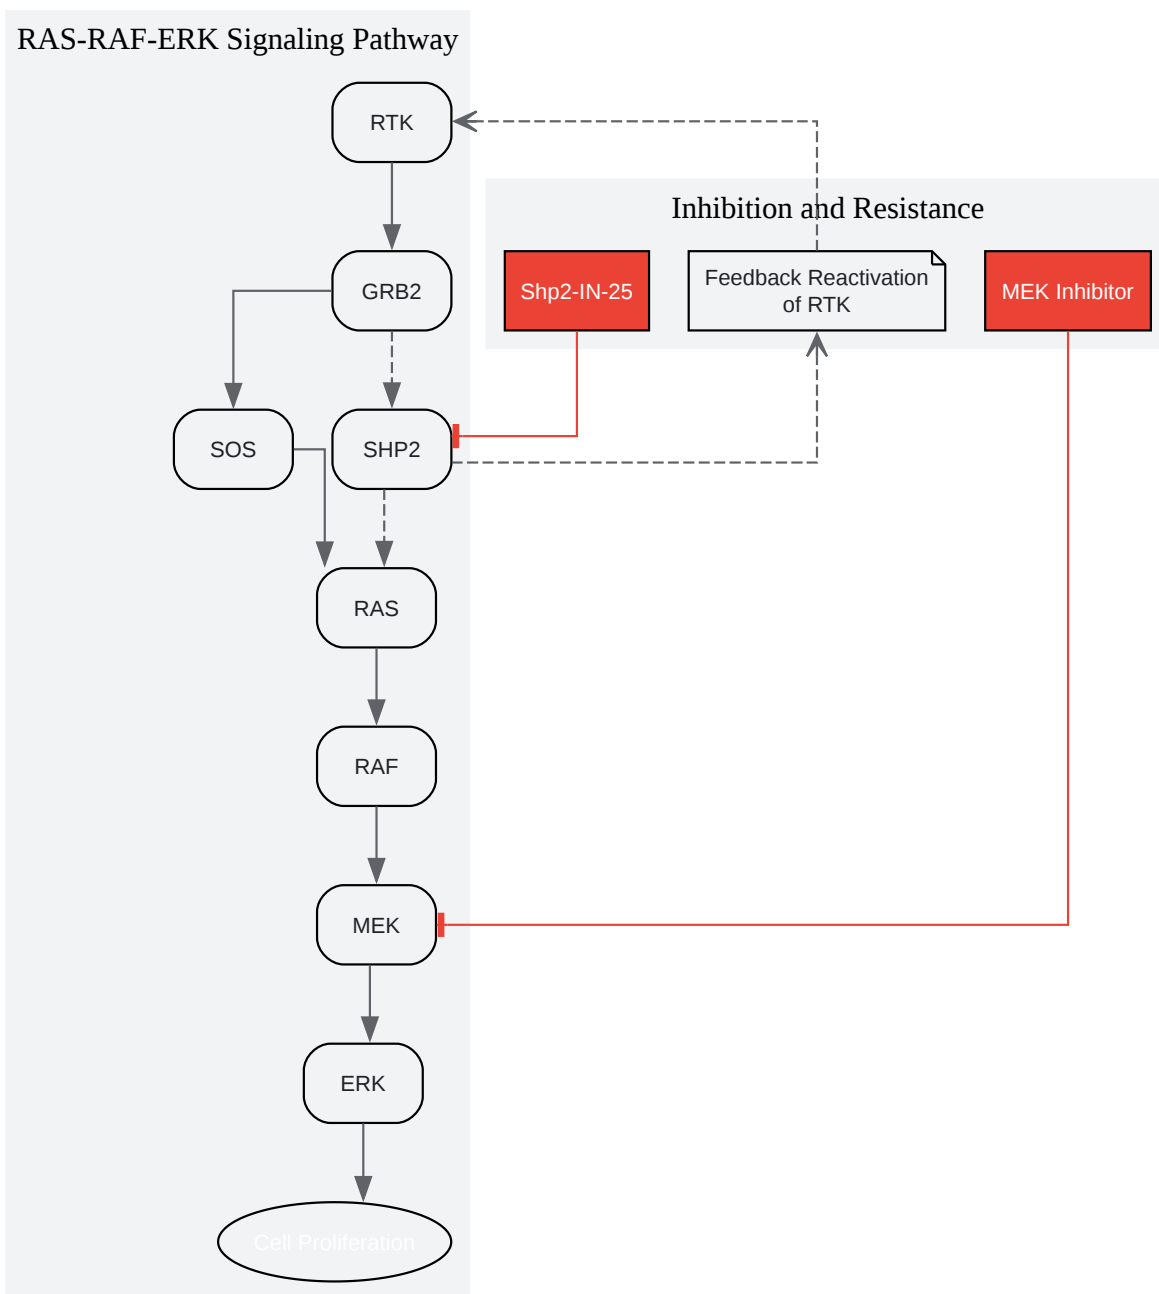 RAS-RAF-ERK Signaling Pathway
RTK
Inhibition and Resistance
GRB2
Shp2-IN-25
Feedback Reactivation
of RTK
MEK Inhibitor
SOS
SHP2
RAS
RAF
MEK
ERK
Cell Proliferation